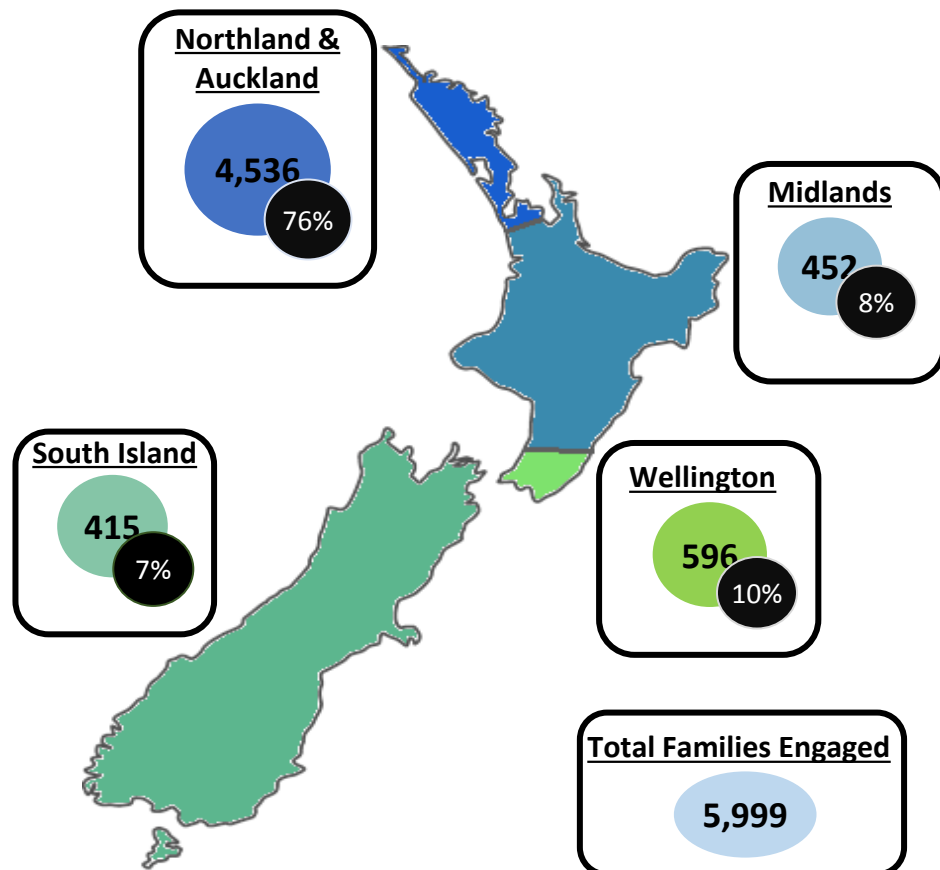 Northland &
Auckland
4,536
76%
Midlands
452
8%
South Island
415
7%
Wellington
596
10%
Total Families Engaged
5,999